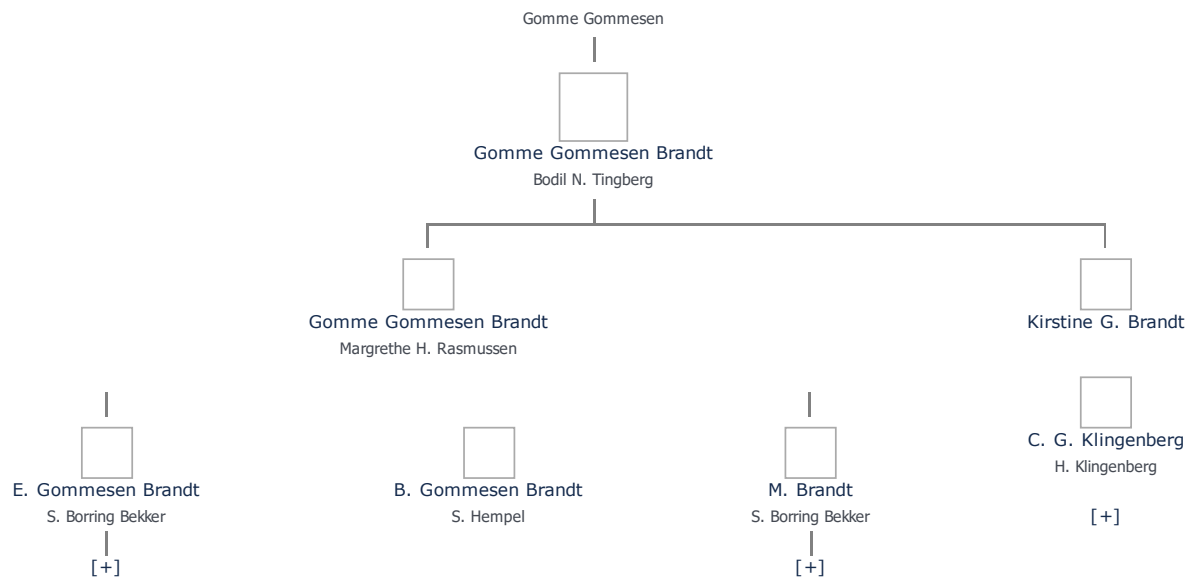 Gomme Gommesen
Gomme Gommesen Brandt
Bodil N. Tingberg
Gomme Gommesen Brandt
Margrethe H. Rasmussen
Kirstine G. Brandt
C. G. Klingenberg
H. Klingenberg
[+]
E. Gommesen Brandt
S. Borring Bekker
[+]
B. Gommesen Brandt
S. Hempel
M. Brandt
S. Borring Bekker
[+]